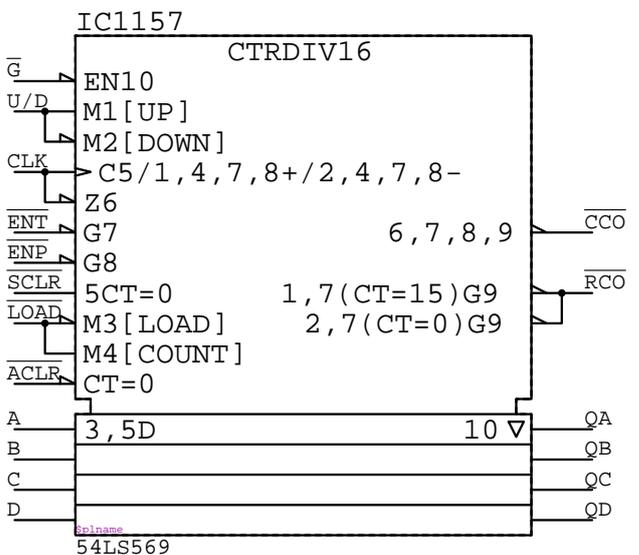 IC1157
CTRDIV16
G
EN10
U/D
M1[UP]
M2[DOWN]
CLK
C5/1,4,7,8+/2,4,7,8-
Z6
ENT
G7
6,7,8,9
CCO
ENP
G8
SCLR
5CT=0
1,7(CT=15)G9
RCO
LOAD
M3[LOAD]
2,7(CT=0)G9
M4[COUNT]
ACLR
CT=0
A
3,5D
10
QA
B
QB
C
QC
D
QD
$plname
54LS569